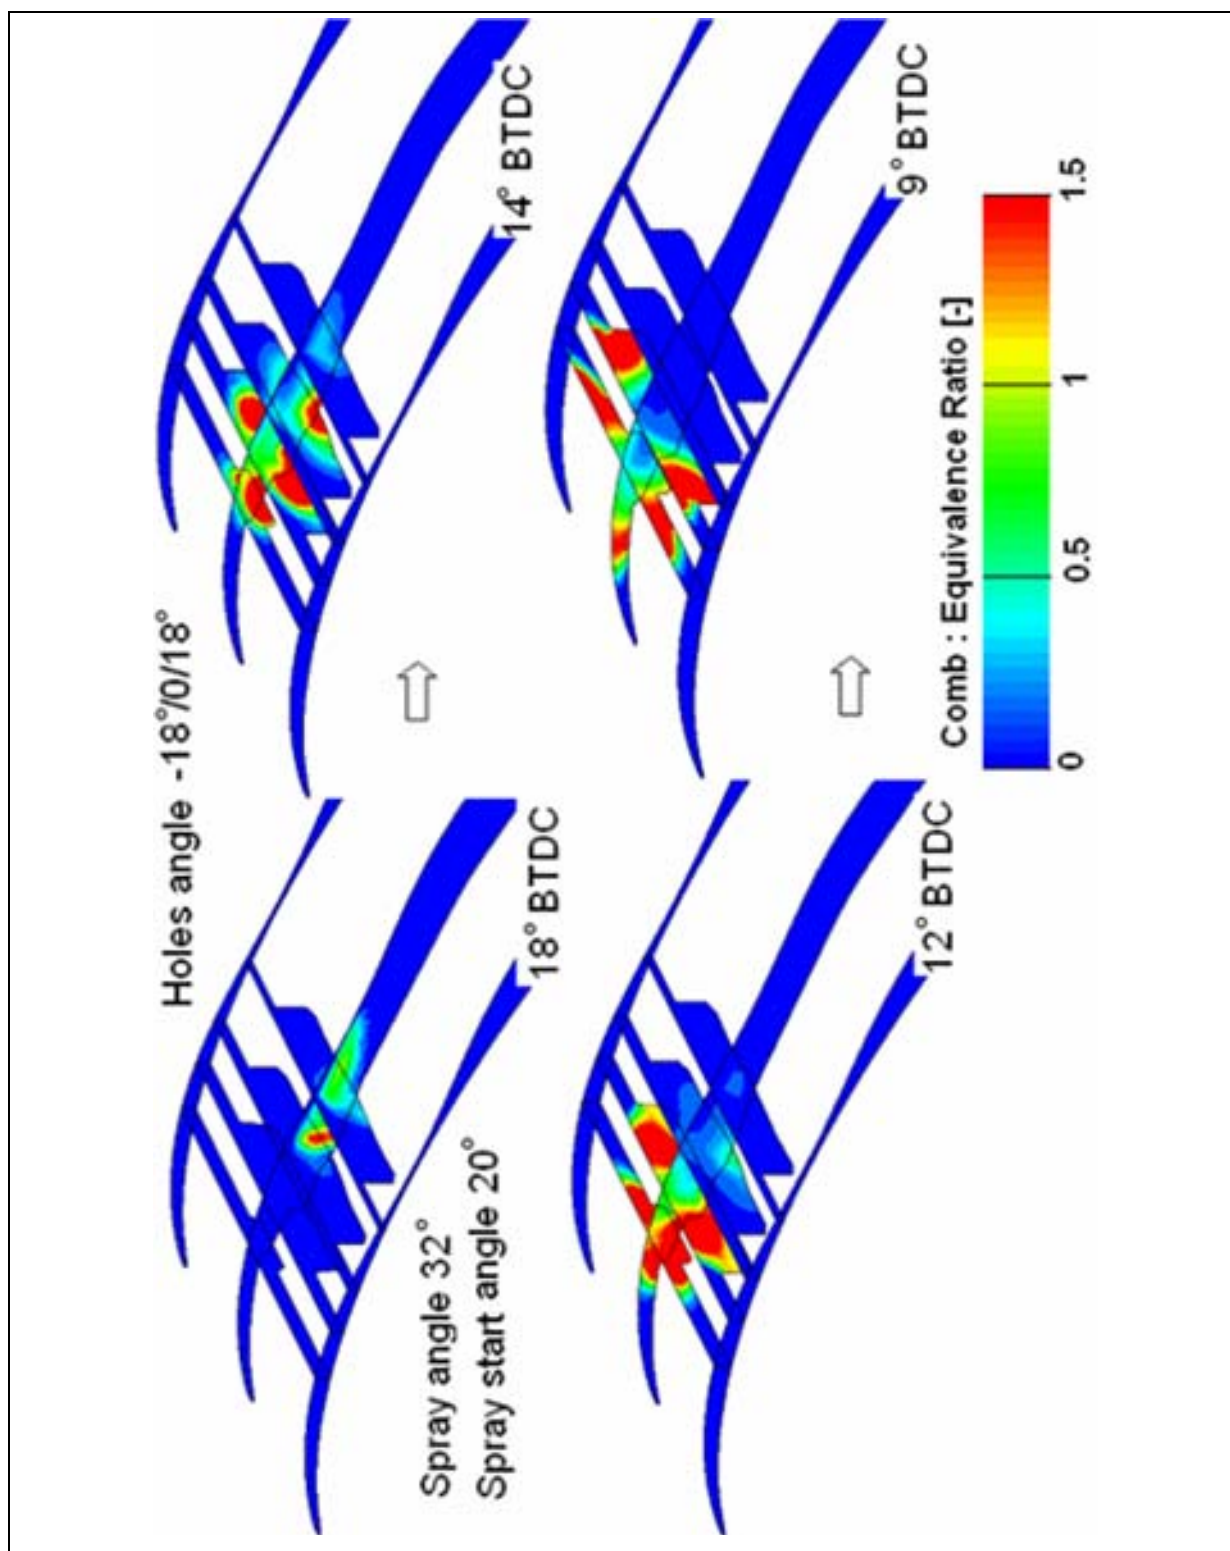 Holes angle -18°/0/18°
18° BTDC
14° BTDC
Spray angle 32°
Spray start angle 20°
12° BTDC
9° BTDC
Comb : Equivalence Ratio [-]
0
0.5
1
1.5